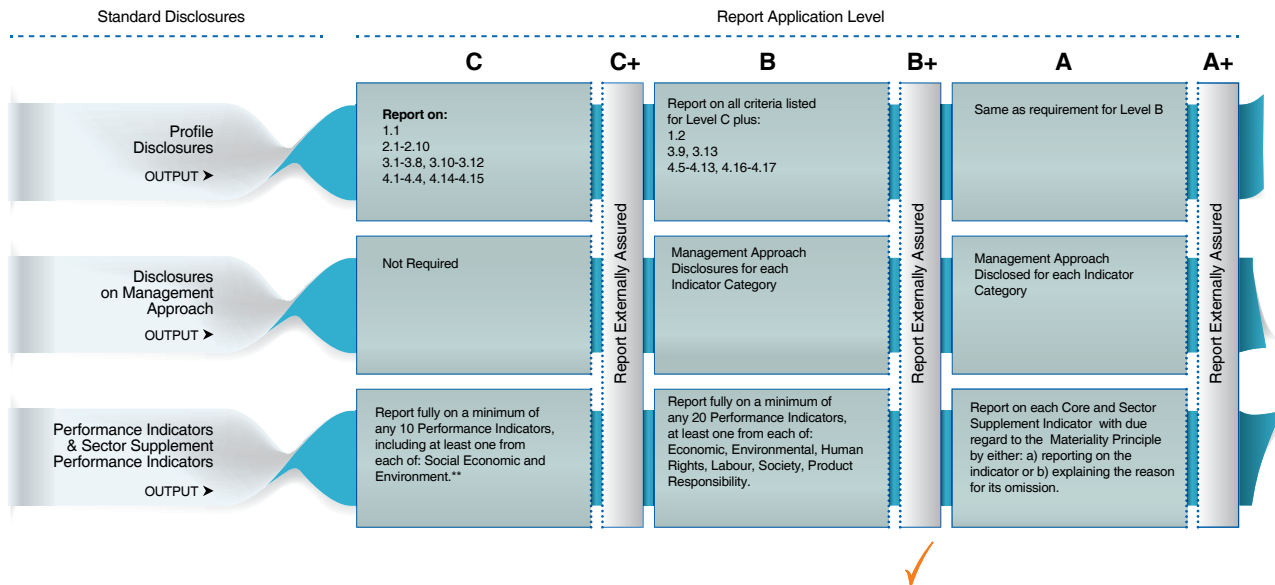 Standard Disclosures
Report Application Level
C
C+
B
B+
A
A+
Profile
Disclosures
OUTPUT ➤
Report on:
1.1
2.1-2.10
3.1-3.8, 3.10-3.12
4.1-4.4, 4.14-4.15
Report on all criteria listed
for Level C plus:
1.2
3.9, 3.13
4.5-4.13, 4.16-4.17
Same as requirement for Level B
Disclosures
on Management
Approach
OUTPUT ➤
Not Required
Management Approach
Disclosures for each
Indicator Category
Management Approach
Disclosed for each Indicator
Category
Performance Indicators
& Sector Supplement
Performance Indicators
OUTPUT ➤
Report fully on a minimum of
any 10 Performance Indicators,
including at least one from
each of: Social Economic and
Environment.**
Report fully on a minimum of
any 20 Performance Indicators,
at least one from each of:
Economic, Environmental, Human
Rights, Labour, Society, Product
Responsibility.
Report on each Core and Sector
Supplement Indicator with due
regard to the Materiality Principle
by either: a) reporting on the
indicator or b) explaining the reason
for its omission.
Report Externally Assured
Report Externally Assured
Report Externally Assured